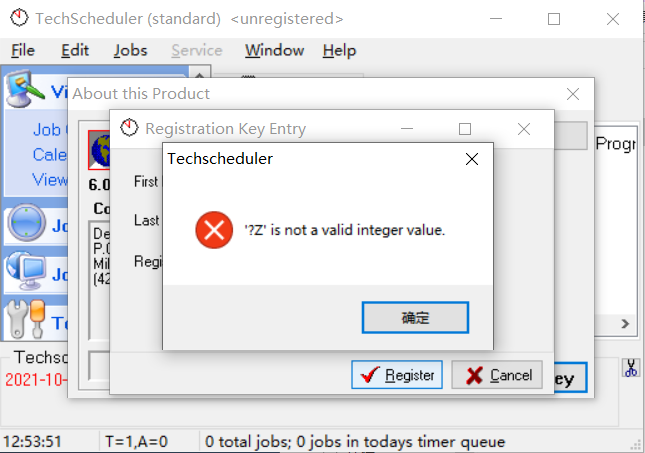 TechScheduler (standard) <unregistered>
File Edit Jobs Service Window Help
About this Product
Registration Key Entry
Techscheduler
'?Z' is not a valid integer value.
确定
Register Cancel
Vi
Job
Cale
View
Jo
Jo
6.0
Co
De
P.O
Mil
(42
First
Last
Regi
Progr
Techsc
2021-10-
ey
12:53:51 T=1,A=0 0 total jobs; 0 jobs in todays timer queue